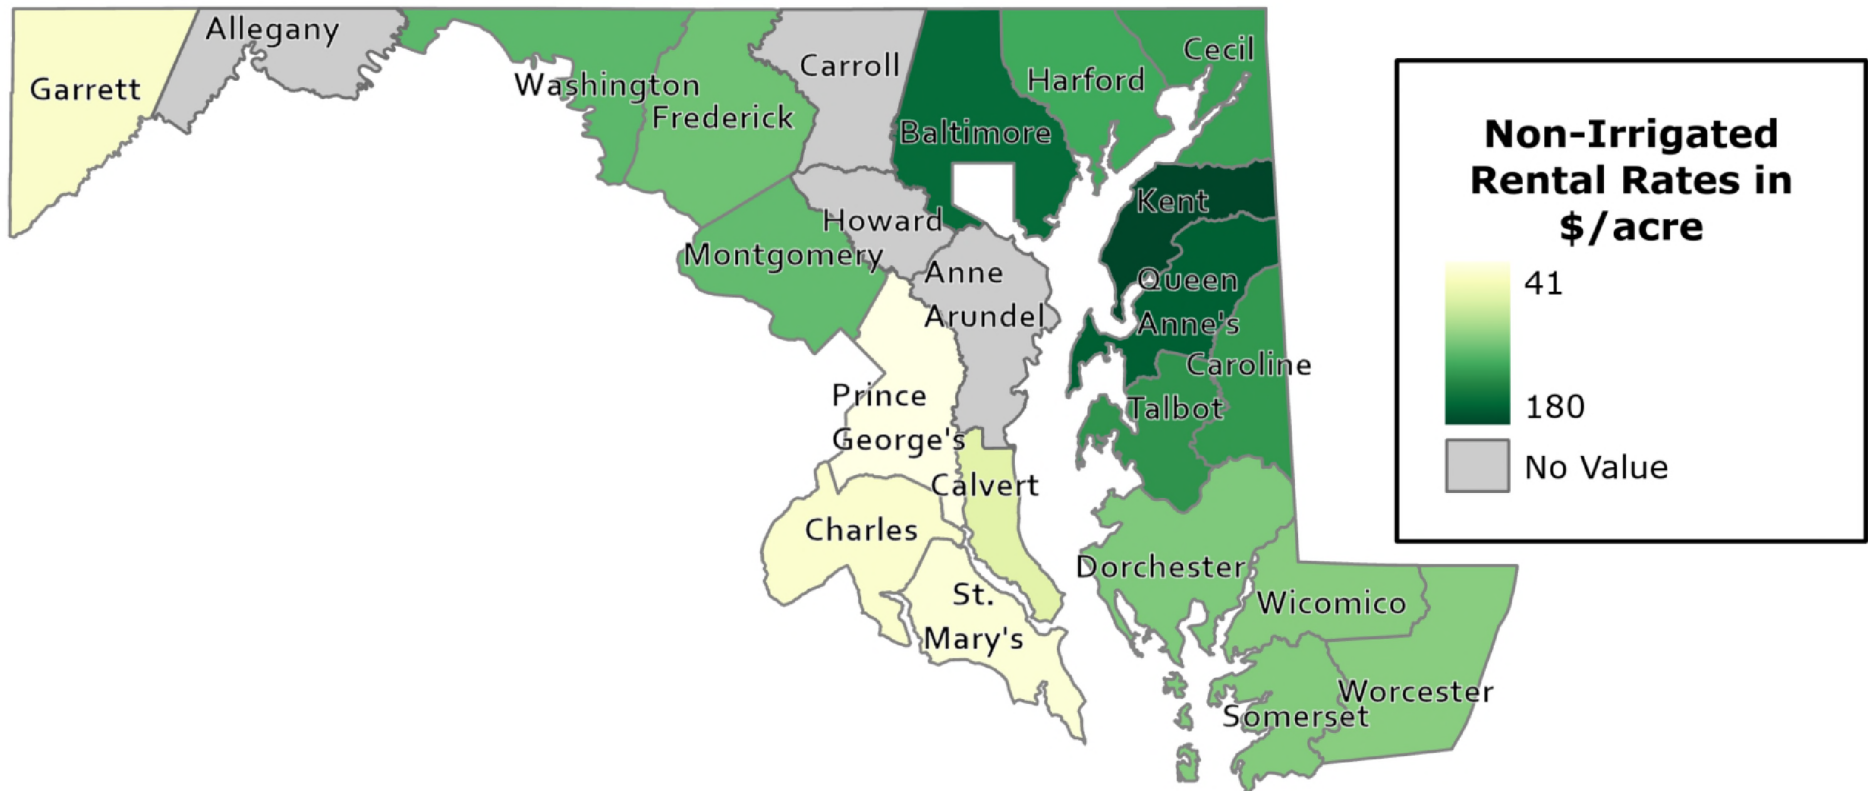 Allegany
Garrett
Washington
Frederick
Carroll
Baltimore
Harford
Cecil
Kent
Howard
Montgomery
Anne
Arundel
Queen
Anne's
Caroline
Talbot
Prince
George's
Calvert
Charles
St.
Mary's
Dorchester
Wicomico
Worcester
Somerset
Non-Irrigated
Rental Rates in
$/acre
41
180
No Value